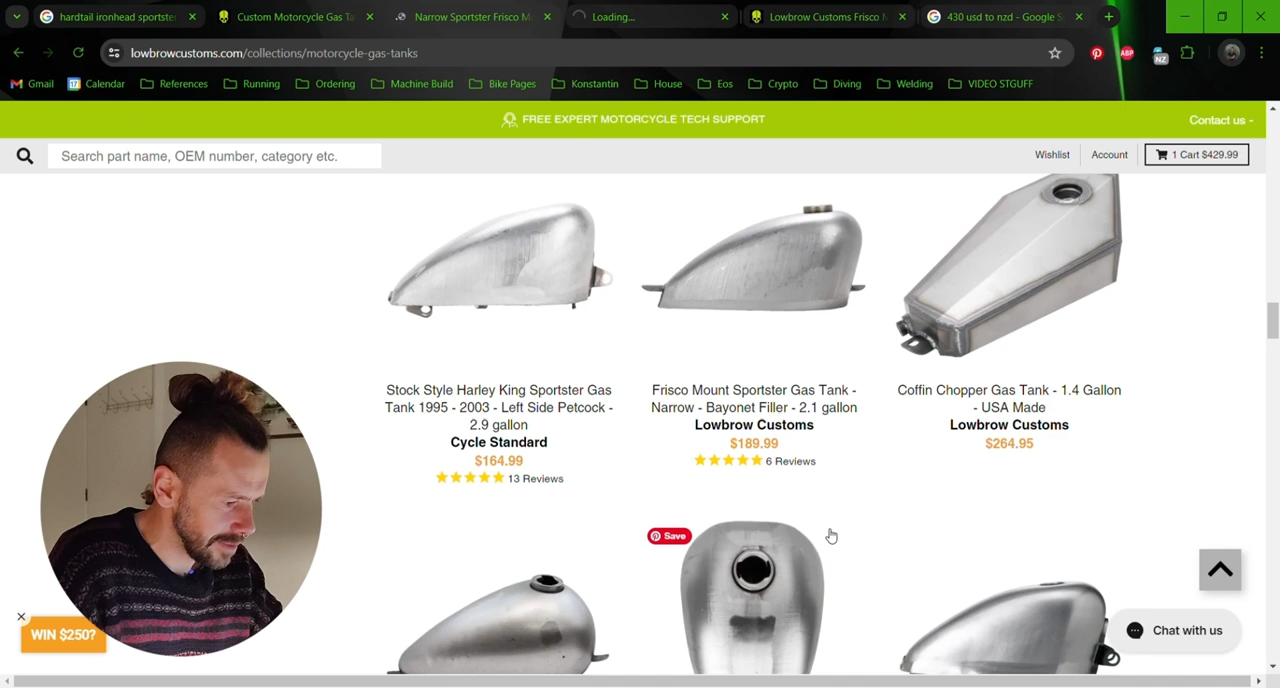 hardtail ironhead sportster
Custom Motorcycle Gas Ta
Narrow Sportster Frisco M
Loading...
Lowbrow Customs Frisco M
430 usd to nzd - Google S
lowbrowcustoms.com/collections/motorcycle-gas-tanks
ABP
NZ
Gmail
17 Calendar
References
Running
Ordering
Machine Build
Bike Pages
Konstantin
House
Eos
Crypto
Diving
Welding
VIDEO STGUFF
FREE EXPERT MOTORCYCLE TECH SUPPORT
Contact us -
Search part name, OEM number, category etc.
Wishlist
Account
1 Cart $429.99
Stock Style Harley King Sportster Gas
Tank 1995 - 2003 - Left Side Petcock -
2.9 gallon
Cycle Standard
$164.99
13 Reviews
Frisco Mount Sportster Gas Tank -
Narrow - Bayonet Filler - 2.1 gallon
Lowbrow Customs
$189.99
6 Reviews
Coffin Chopper Gas Tank - 1.4 Gallon
- USA Made
Lowbrow Customs
$264.95
Save
WIN $250?
Chat with us